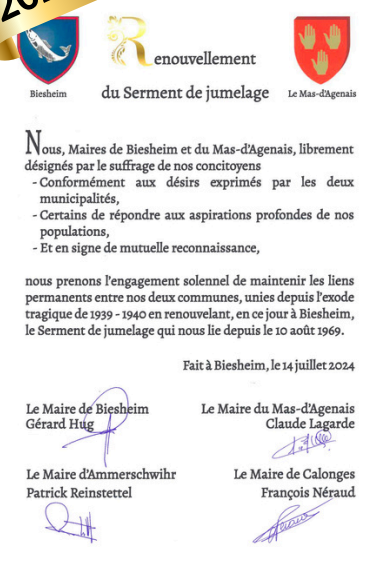 Renouvellement
du Serment de jumelage
Biesheim
Le Mas-d'Agenais
Nous, Maires de Biesheim et du Mas-d'Agenais, librement
désignés par le suffrage de nos concitoyens
- Conformément aux désirs exprimés par les deux
municipalités,
- Certains de répondre aux aspirations profondes de nos
populations,
- Et en signe de mutuelle reconnaissance,
nous prenons l'engagement solennel de maintenir les liens
permanents entre nos deux communes, unies depuis l'exode
tragique de 1939 - 1940 en renouvelant, en ce jour à Biesheim,
le Serment de jumelage qui nous lie depuis le 10 août 1969.
Fait à Biesheim, le 14 juillet 2024
Le Maire de Biesheim
Gérard Hug
Le Maire du Mas-d'Agenais
Claude Lagarde
Le Maire d'Ammerschwihr
Patrick Reinstettel
Le Maire de Calonges
François Néraud